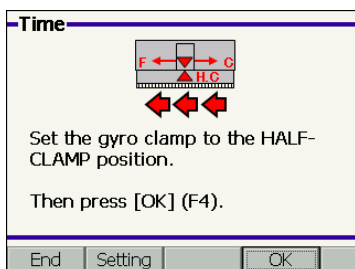 Time
F C
H.C
Set the gyro clamp to the HALF-
CLAMP position.
Then press [OK] (F4).
End Setting OK